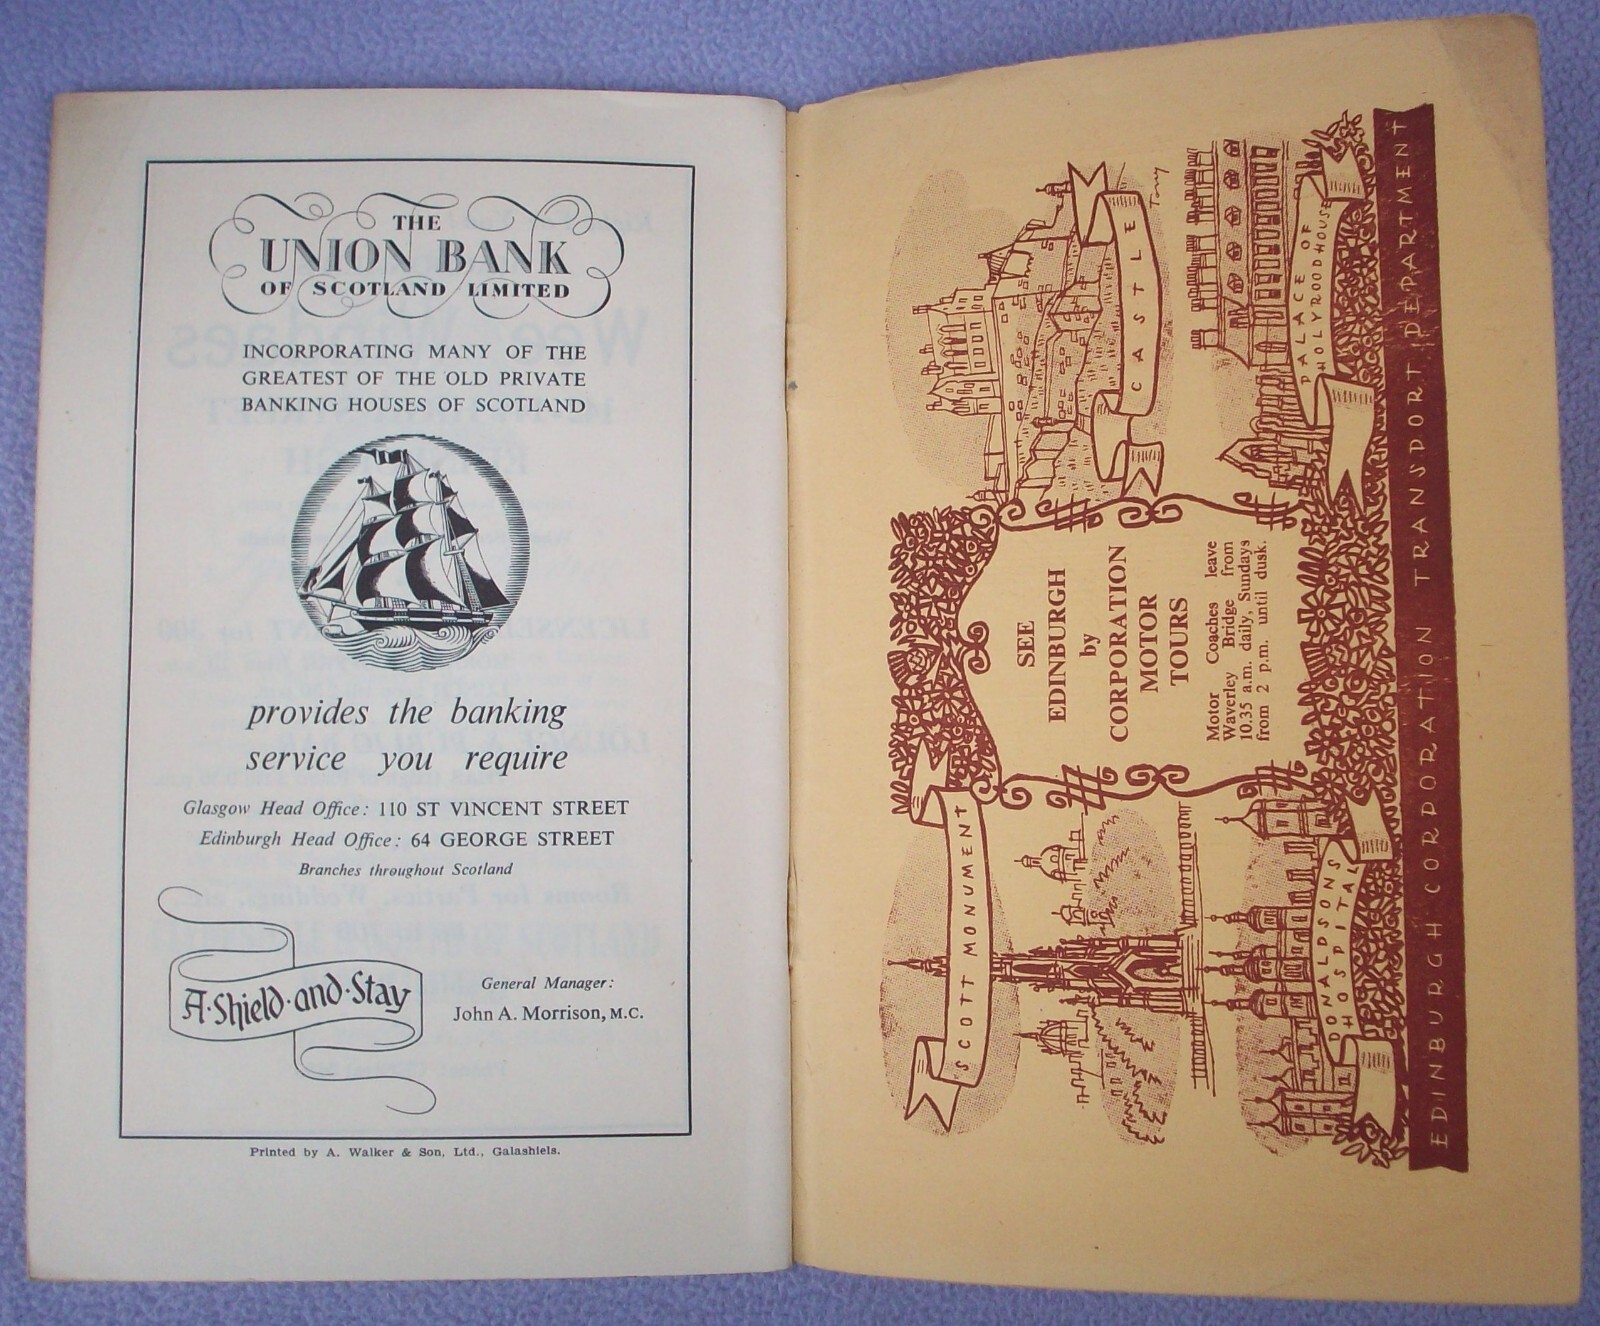 THE
UNION BANK
OF SCOTLAND LIMITED
INCORPORATING MANY OF THE
GREATEST OF THE OLD PRIVATE
BANKING HOUSES OF SCOTLAND
provides the banking
service you require
Glasgow Head Office: 110 ST VINCENT STREET
Edinburgh Head Office: 64 GEORGE STREET
Branches throughout Scotland
A·Shield·and·Stay
General Manager:
John A. Morrison, M.C.
Printed by A. Walker & Son, Ltd., Galashiels.
SCOTT MONUMENT
CASTLE
Tony
SEE
EDINBURGH
by
CORPORATION
MOTOR
TOURS
Motor Coaches leave
Waverley Bridge from
10.35 a.m. daily, Sundays
from 2 p.m. until dusk.
DONALDSONS
HOSPITAL
PALACE OF
HOLYROODHOUSE
EDINBURGH CORPORATION TRANSPORT DEPARTMENT